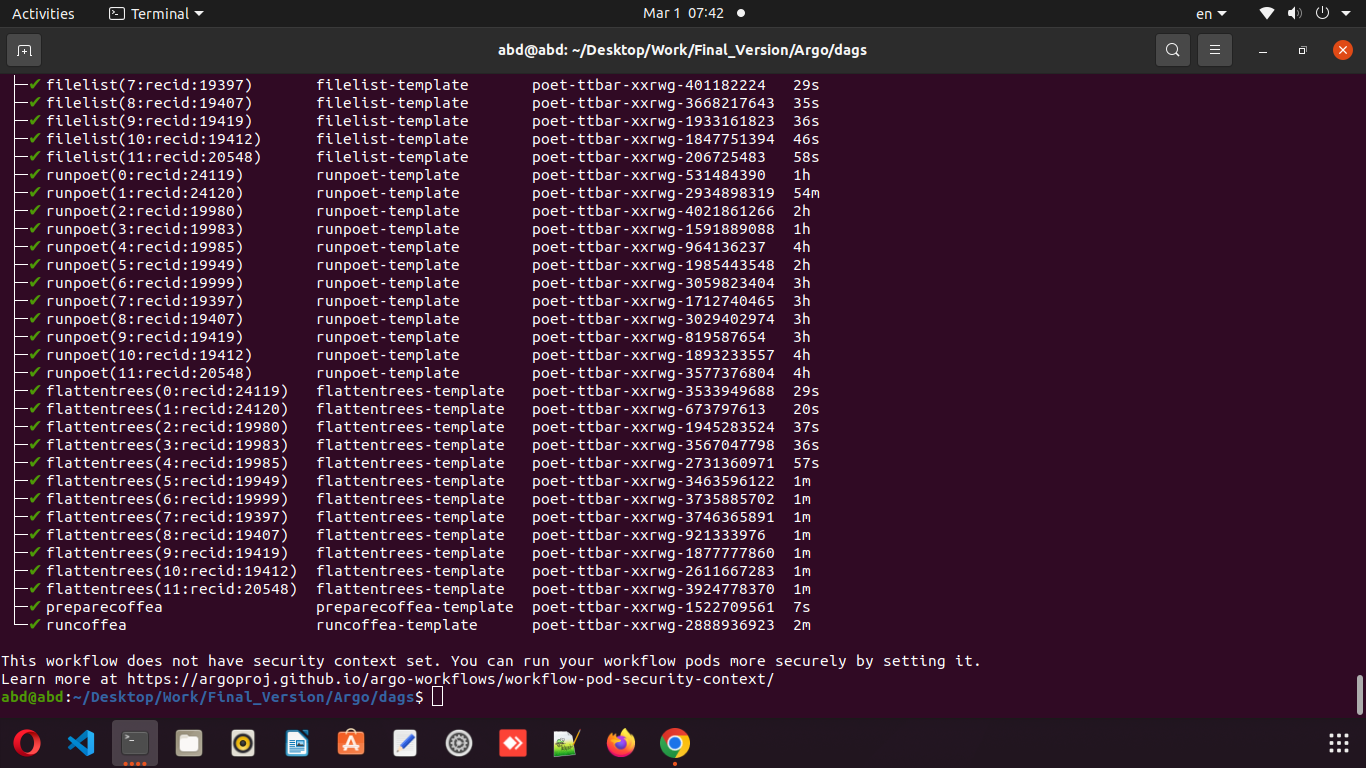 Activities Terminal Mar 1 07:42 en
abd@abd: ~/Desktop/Work/Final_Version/Argo/dags
✔ filelist(7:recid:19397) filelist-template poet-ttbar-xxrwg-401182224 29s
✔ filelist(8:recid:19407) filelist-template poet-ttbar-xxrwg-3668217643 35s
✔ filelist(9:recid:19419) filelist-template poet-ttbar-xxrwg-1933161823 36s
✔ filelist(10:recid:19412) filelist-template poet-ttbar-xxrwg-1847751394 46s
✔ filelist(11:recid:20548) filelist-template poet-ttbar-xxrwg-206725483 58s
✔ runpoet(0:recid:24119) runpoet-template poet-ttbar-xxrwg-531484390 1h
✔ runpoet(1:recid:24120) runpoet-template poet-ttbar-xxrwg-2934898319 54m
✔ runpoet(2:recid:19980) runpoet-template poet-ttbar-xxrwg-4021861266 2h
✔ runpoet(3:recid:19983) runpoet-template poet-ttbar-xxrwg-1591889088 1h
✔ runpoet(4:recid:19985) runpoet-template poet-ttbar-xxrwg-964136237 4h
✔ runpoet(5:recid:19949) runpoet-template poet-ttbar-xxrwg-1985443548 2h
✔ runpoet(6:recid:19999) runpoet-template poet-ttbar-xxrwg-3059823404 3h
✔ runpoet(7:recid:19397) runpoet-template poet-ttbar-xxrwg-1712740465 3h
✔ runpoet(8:recid:19407) runpoet-template poet-ttbar-xxrwg-3029402974 3h
✔ runpoet(9:recid:19419) runpoet-template poet-ttbar-xxrwg-819587654 3h
✔ runpoet(10:recid:19412) runpoet-template poet-ttbar-xxrwg-1893233557 4h
✔ runpoet(11:recid:20548) runpoet-template poet-ttbar-xxrwg-3577376804 4h
✔ flattentrees(0:recid:24119) flattentrees-template poet-ttbar-xxrwg-3533949688 29s
✔ flattentrees(1:recid:24120) flattentrees-template poet-ttbar-xxrwg-673797613 20s
✔ flattentrees(2:recid:19980) flattentrees-template poet-ttbar-xxrwg-1945283524 37s
✔ flattentrees(3:recid:19983) flattentrees-template poet-ttbar-xxrwg-3567047798 36s
✔ flattentrees(4:recid:19985) flattentrees-template poet-ttbar-xxrwg-2731360971 57s
✔ flattentrees(5:recid:19949) flattentrees-template poet-ttbar-xxrwg-3463596122 1m
✔ flattentrees(6:recid:19999) flattentrees-template poet-ttbar-xxrwg-3735885702 1m
✔ flattentrees(7:recid:19397) flattentrees-template poet-ttbar-xxrwg-3746365891 1m
✔ flattentrees(8:recid:19407) flattentrees-template poet-ttbar-xxrwg-921333976 1m
✔ flattentrees(9:recid:19419) flattentrees-template poet-ttbar-xxrwg-1877777860 1m
✔ flattentrees(10:recid:19412) flattentrees-template poet-ttbar-xxrwg-2611667283 1m
✔ flattentrees(11:recid:20548) flattentrees-template poet-ttbar-xxrwg-3924778370 1m
✔ preparecoffea preparecoffea-template poet-ttbar-xxrwg-1522709561 7s
✔ runcoffea runcoffea-template poet-ttbar-xxrwg-2888936923 2m
This workflow does not have security context set. You can run your workflow pods more securely by setting it.
Learn more at https://argoproj.github.io/argo-workflows/workflow-pod-security-context/
abd@abd:~/Desktop/Work/Final_Version/Argo/dags$